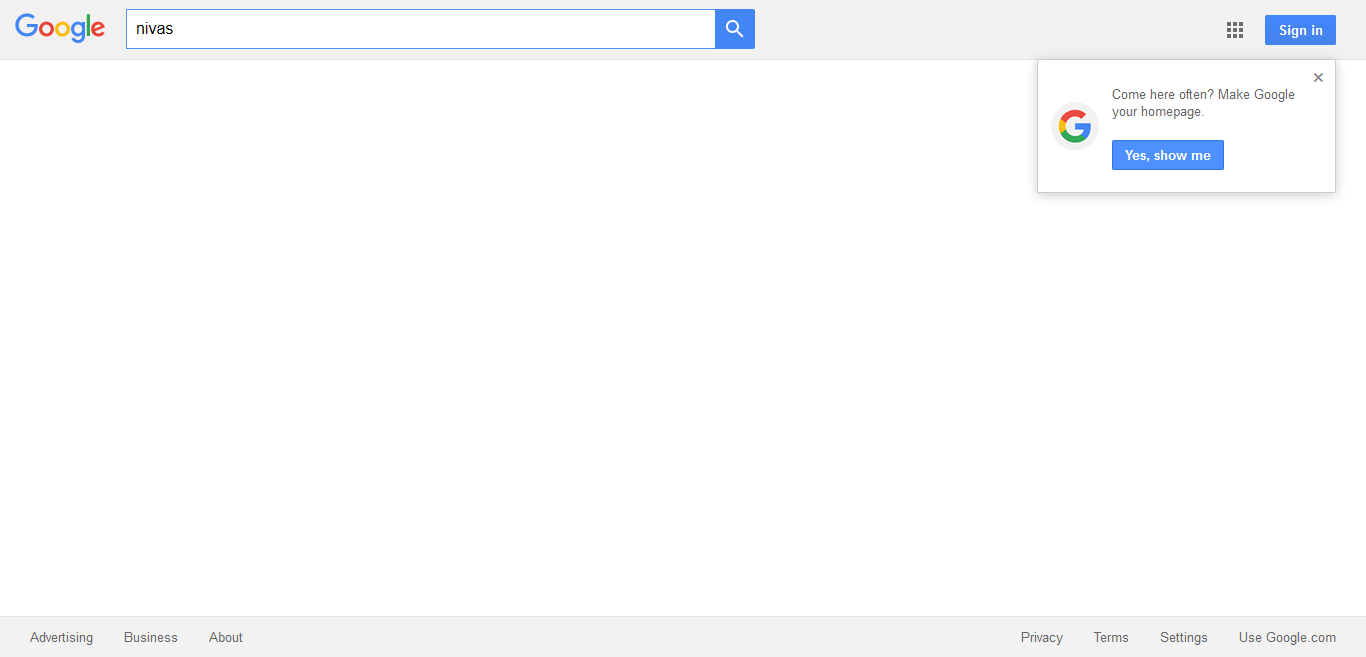 Google
nivas
Sign in
Come here often? Make Google
your homepage.
Yes, show me
Advertising
Business
About
Privacy
Terms
Settings
Use Google.com